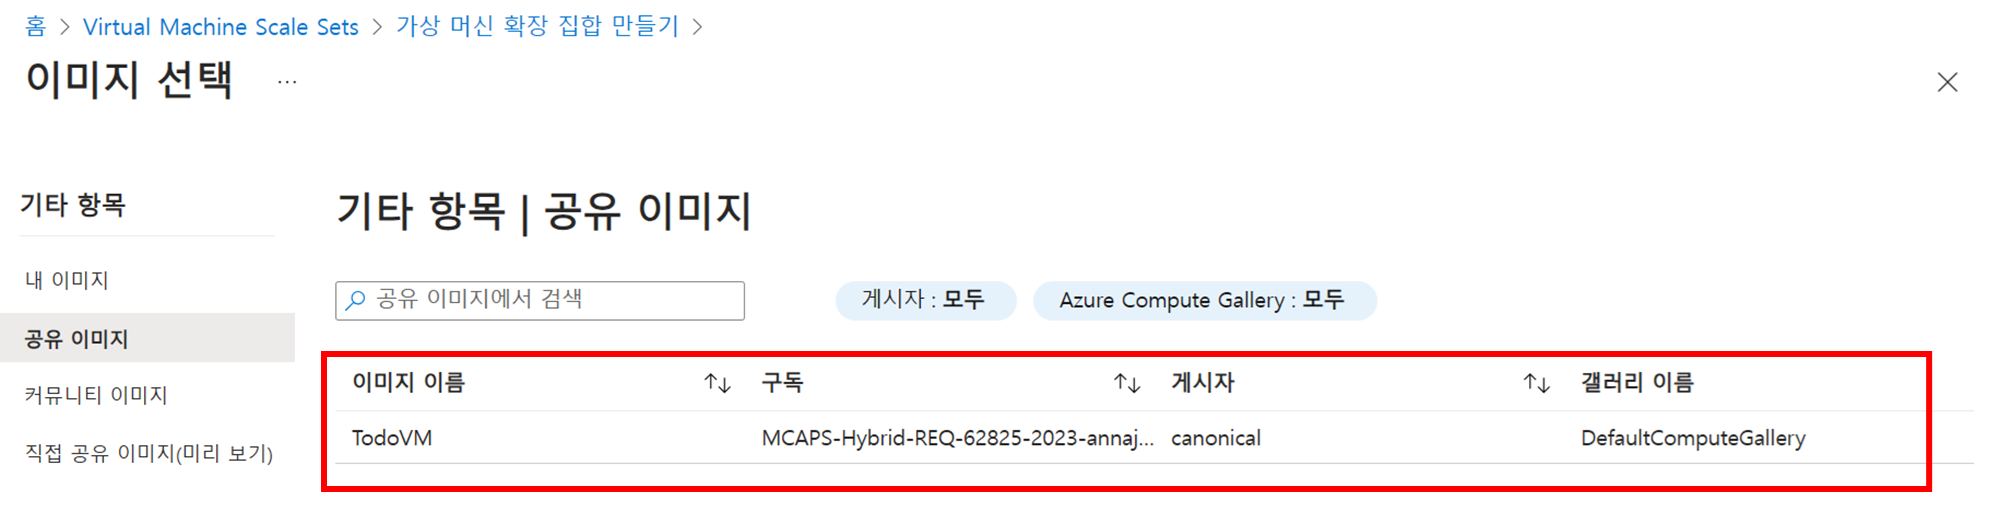 홈 > Virtual Machine Scale Sets > 가상 머신 확장 집합 만들기 >
이미지 선택 ...
기타 항목
내 이미지
공유 이미지
커뮤니티 이미지
직접 공유 이미지(미리 보기)
기타 항목 | 공유 이미지
공유 이미지에서 검색
게시자 : 모두
Azure Compute Gallery : 모두
이미지 이름 구독 게시자 갤러리 이름
TodoVM MCAPS-Hybrid-REQ-62825-2023-annaj... canonical DefaultComputeGallery